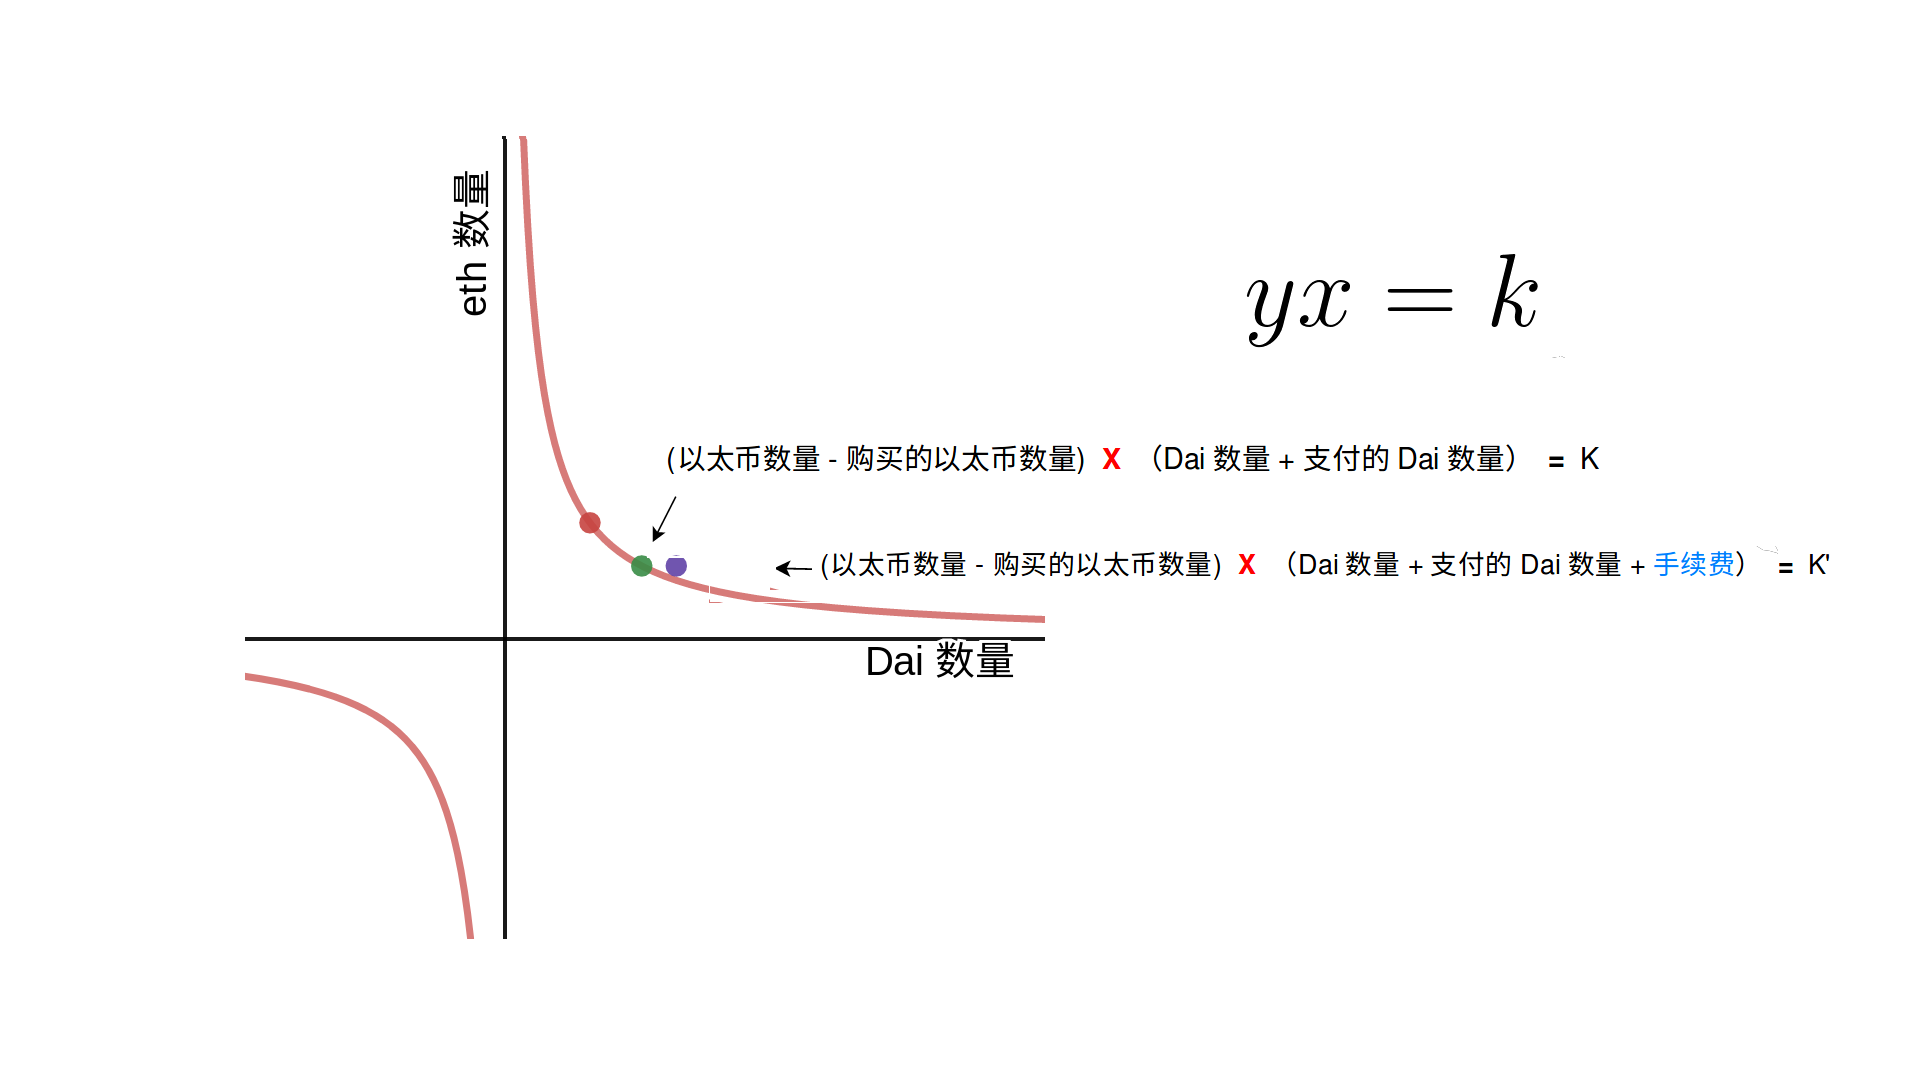 eth 数量
yx = k
(以太币数量 - 购买的以太币数量) X （Dai 数量 + 支付的 Dai 数量） = K
(以太币数量 - 购买的以太币数量) X （Dai 数量 + 支付的 Dai 数量 + 手续费） = K'
Dai 数量